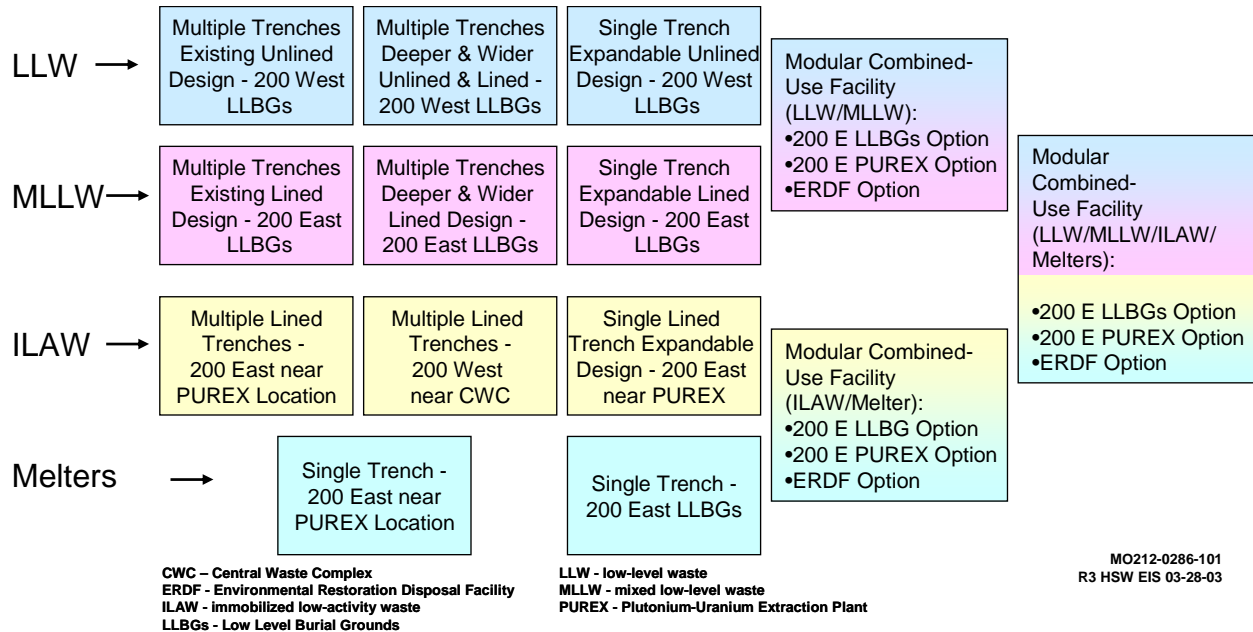 LLW
Multiple Trenches
Existing Unlined
Design - 200 West
LLBGs
Multiple Trenches
Deeper & Wider
Unlined & Lined -
200 West LLBGs
Single Trench
Expandable Unlined
Design - 200 West
LLBGs
Modular Combined-
Use Facility
(LLW/MLLW):
•200 E LLBGs Option
•200 E PUREX Option
•ERDF Option
MLLW
Multiple Trenches
Existing Lined
Design - 200 East
LLBGs
Multiple Trenches
Deeper & Wider
Lined Design -
200 East LLBGs
Single Trench
Expandable Lined
Design - 200 East
LLBGs
Modular
Combined-
Use Facility
(LLW/MLLW/ILAW/
Melters):
•200 E LLBGs Option
•200 E PUREX Option
•ERDF Option
ILAW
Multiple Lined
Trenches -
200 East near
PUREX Location
Multiple Lined
Trenches -
200 West
near CWC
Single Lined
Trench Expandable
Design - 200 East
near PUREX
Modular Combined-
Use Facility
(ILAW/Melter):
•200 E LLBG Option
•200 E PUREX Option
•ERDF Option
Melters
Single Trench -
200 East near
PUREX Location
Single Trench -
200 East LLBGs
CWC – Central Waste Complex
ERDF - Environmental Restoration Disposal Facility
ILAW - immobilized low-activity waste
LLBGs - Low Level Burial Grounds
LLW - low-level waste
MLLW - mixed low-level waste
PUREX - Plutonium-Uranium Extraction Plant
MO212-0286-101
R3 HSW EIS 03-28-03